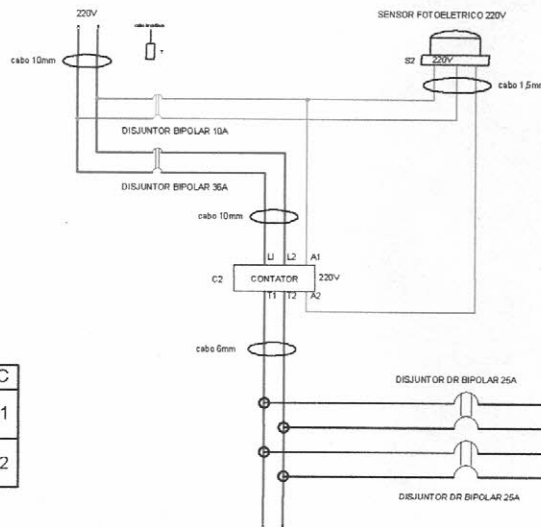 220V
SENSOR FOTOELETRICO 220V
cabo 10mm
S2
220V
cabo 1,5mm
DISJUNTOR BIPOLAR 10A
DISJUNTOR BIPOLAR 36A
cabo 10mm
L1 L2 A1
C2
CONTATOR
220V
T1 T2 A2
cabo 6mm
DISJUNTOR DR BIPOLAR 25A
C
1
2
DISJUNTOR DR BIPOLAR 25A